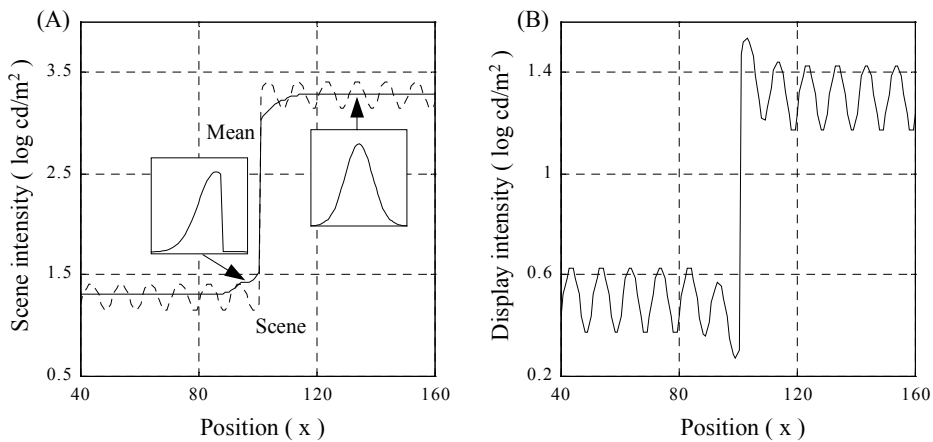 (A)
Scene intensity ( log cd/m²)
3.5
2.5
1.5
0.5
Mean
Scene
40
80
120
160
Position ( x )
(B)
Display intensity ( log cd/m²)
1.4
1
0.6
0.2
40
80
120
160
Position ( x )